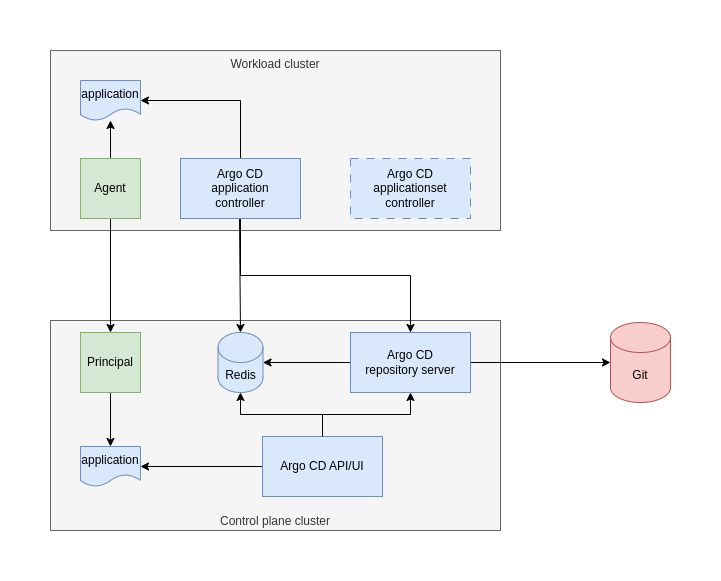 Workload cluster
application
Agent
Argo CD
application
controller
Argo CD
applicationset
controller
Principal
Redis
Argo CD
repository server
Git
application
Argo CD API/UI
Control plane cluster